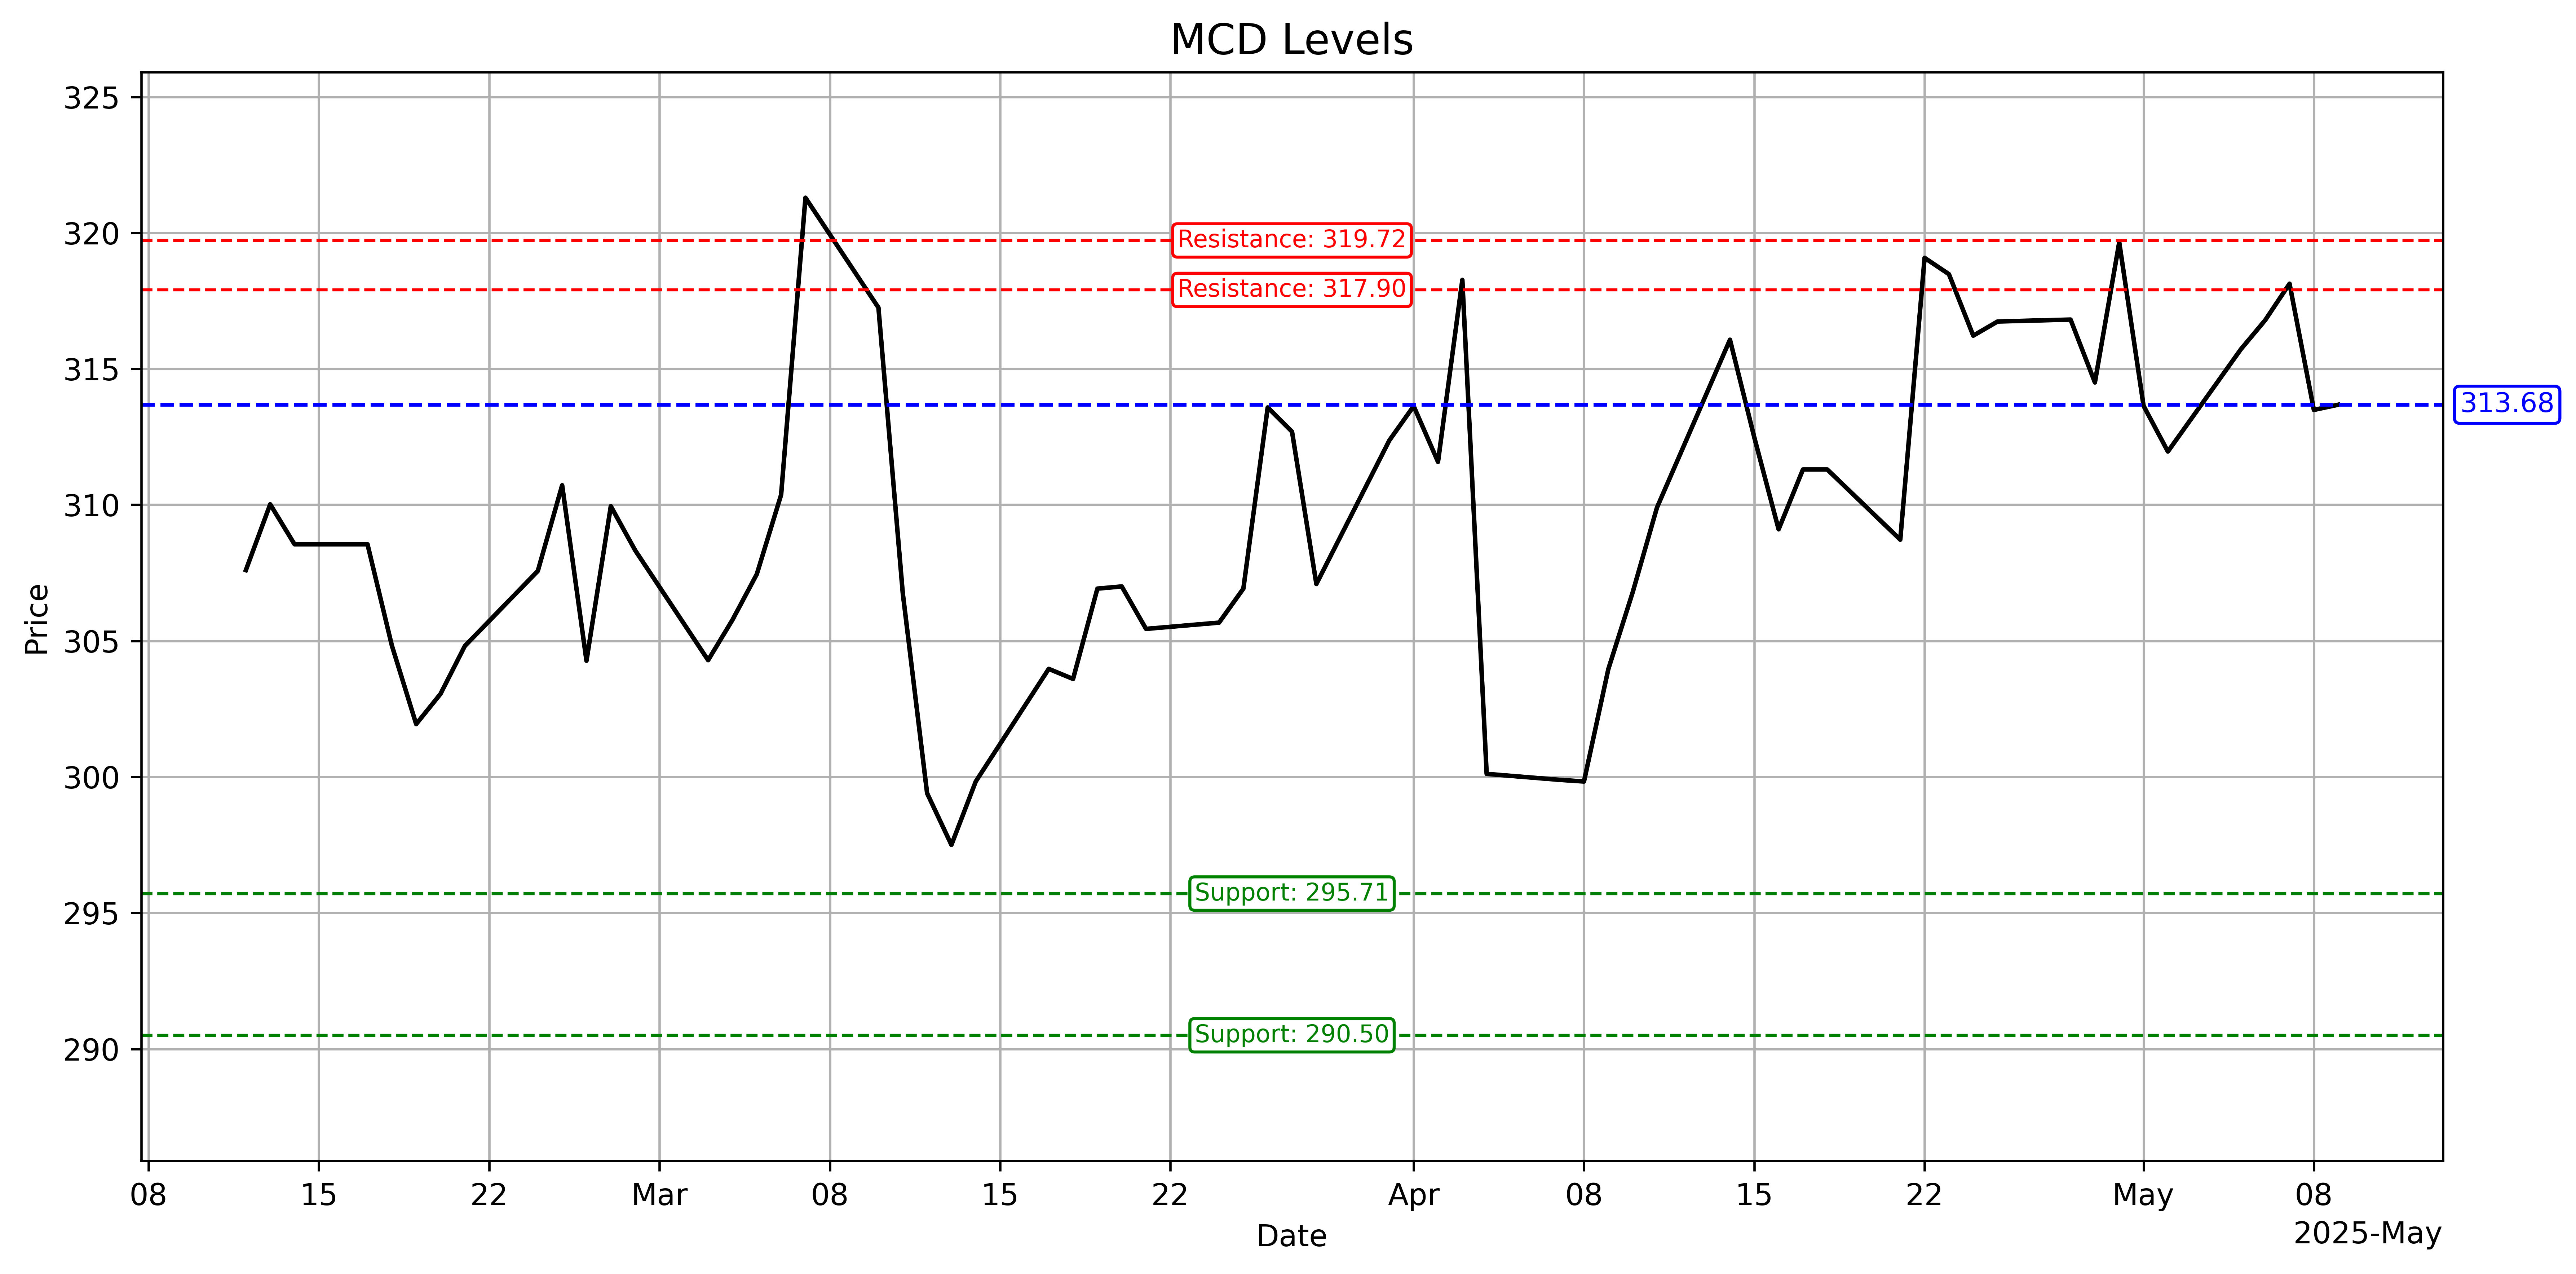 MCD Levels
325
320
315
310
305
300
295
290
Price
Resistance: 319.72
Resistance: 317.90
313.68
Support: 295.71
Support: 290.50
08 15 22 Mar 08 15 22 Apr 08 15 22 May 08
Date
2025-May